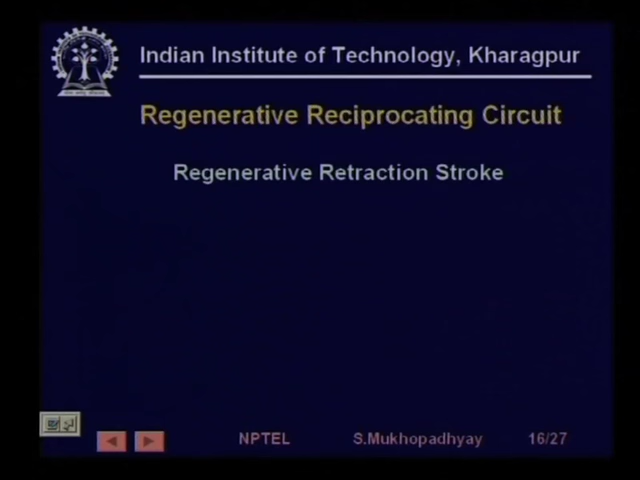 Indian Institute of Technology, Kharagpur
Regenerative Reciprocating Circuit
Regenerative Retraction Stroke
NPTEL S.Mukhopadhyay 16/27